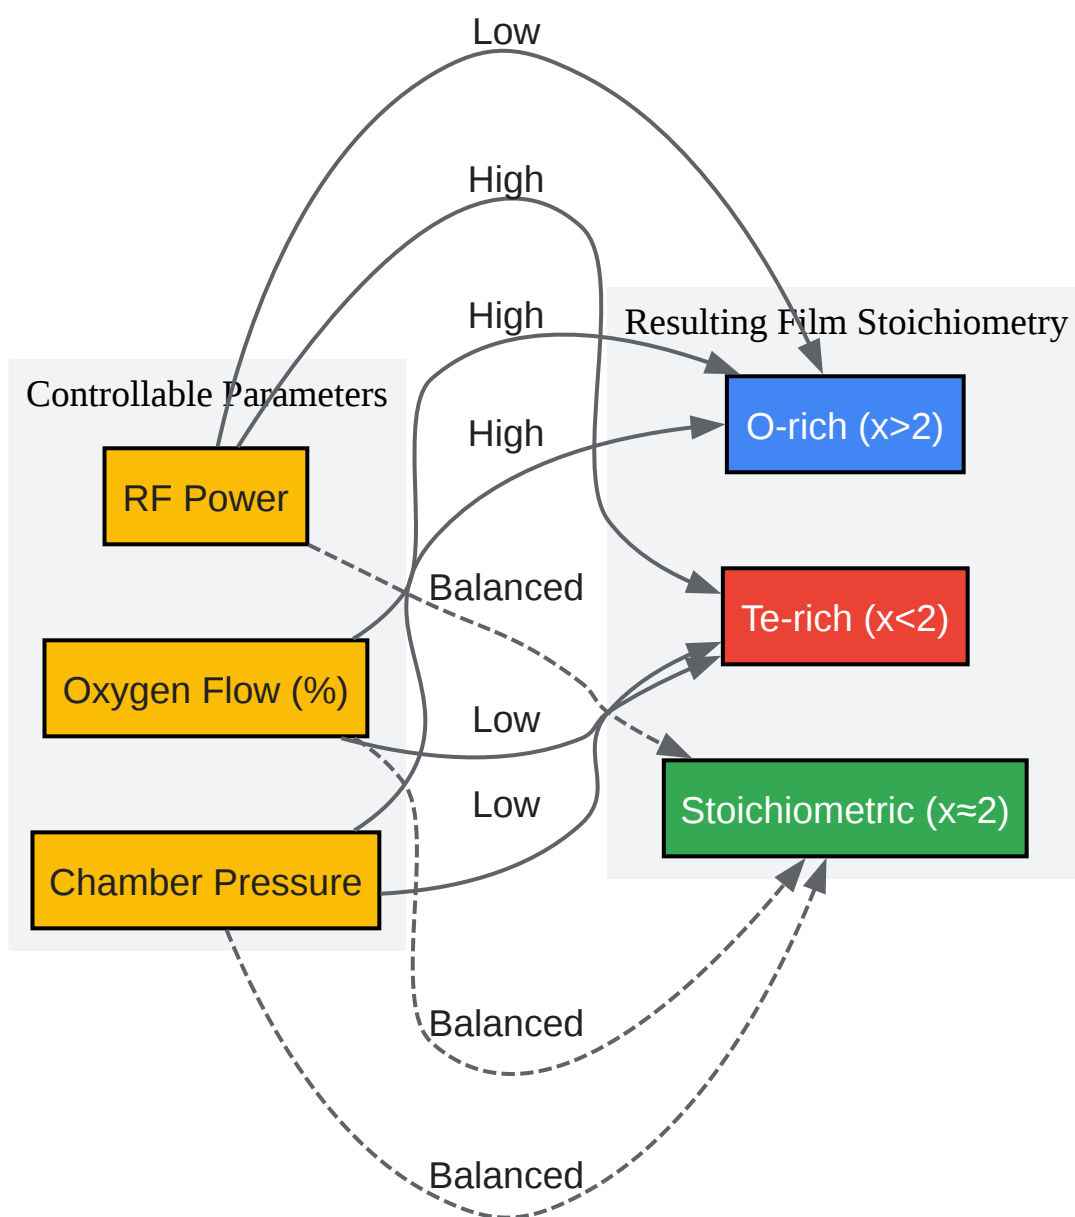 Low
High
High
Resulting Film Stoichiometry
Controllable Parameters
O-rich (x>2)
High
RF Power
Balanced
Te-rich (x<2)
Oxygen Flow (%)
Low
Low
Stoichiometric (x≈2)
Chamber Pressure
Balanced
Balanced